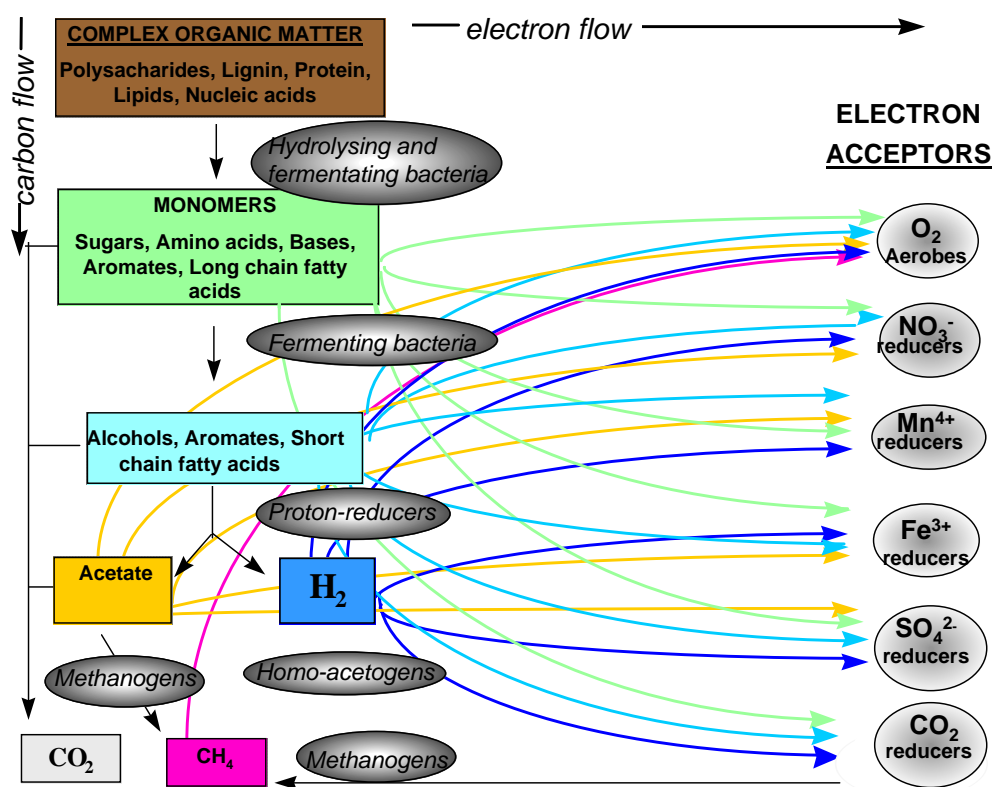 electron flow
carbon flow
COMPLEX ORGANIC MATTER
Polysacharides, Lignin, Protein,
Lipids, Nucleic acids
ELECTRON
ACCEPTORS
Hydrolysing and
fermentating bacteria
MONOMERS
Sugars, Amino acids, Bases,
Aromates, Long chain fatty
acids
O2
Aerobes
Fermenting bacteria
NO3-
reducers
Alcohols, Aromates, Short
chain fatty acids
Mn4+
reducers
Proton-reducers
Fe3+
reducers
Acetate
H2
SO42-
reducers
Methanogens
Homo-acetogens
CO2
reducers
CO2
CH4
Methanogens